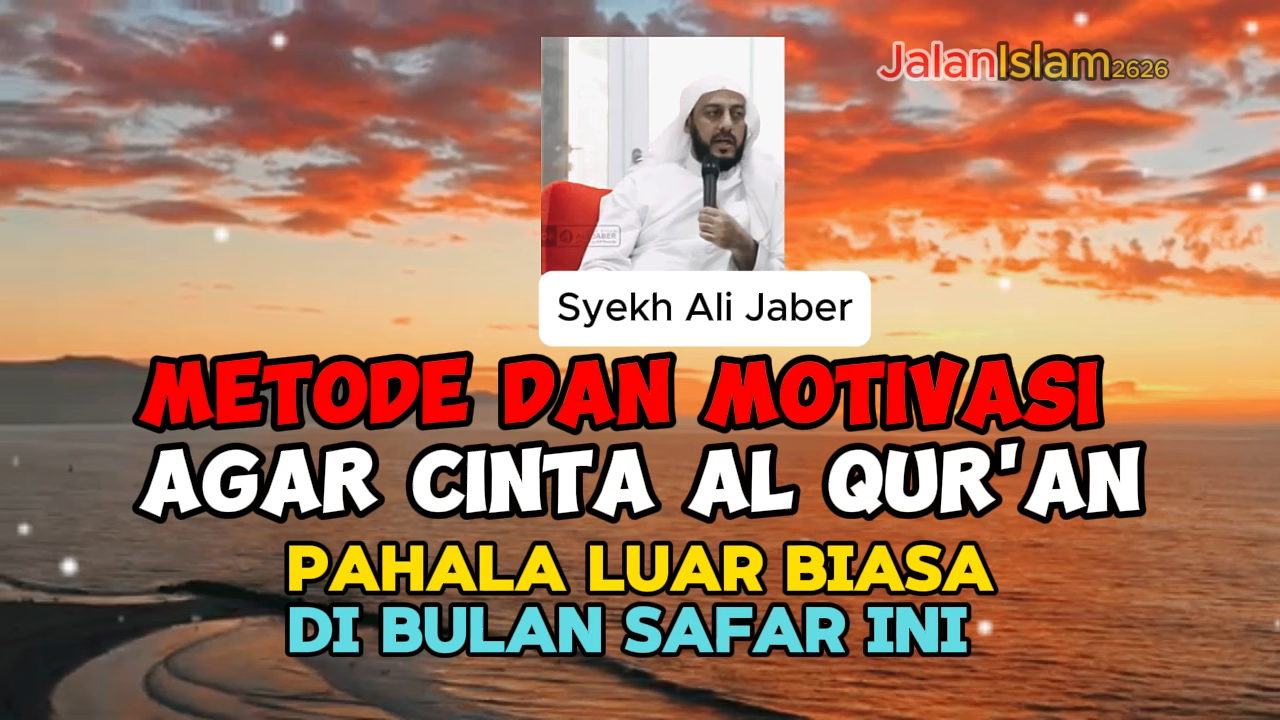 JalanIslam2626
Syekh Ali Jaber
METODE DAN MOTIVASI
AGAR CINTA AL QUR'AN
PAHALA LUAR BIASA
DI BULAN SAFAR INI